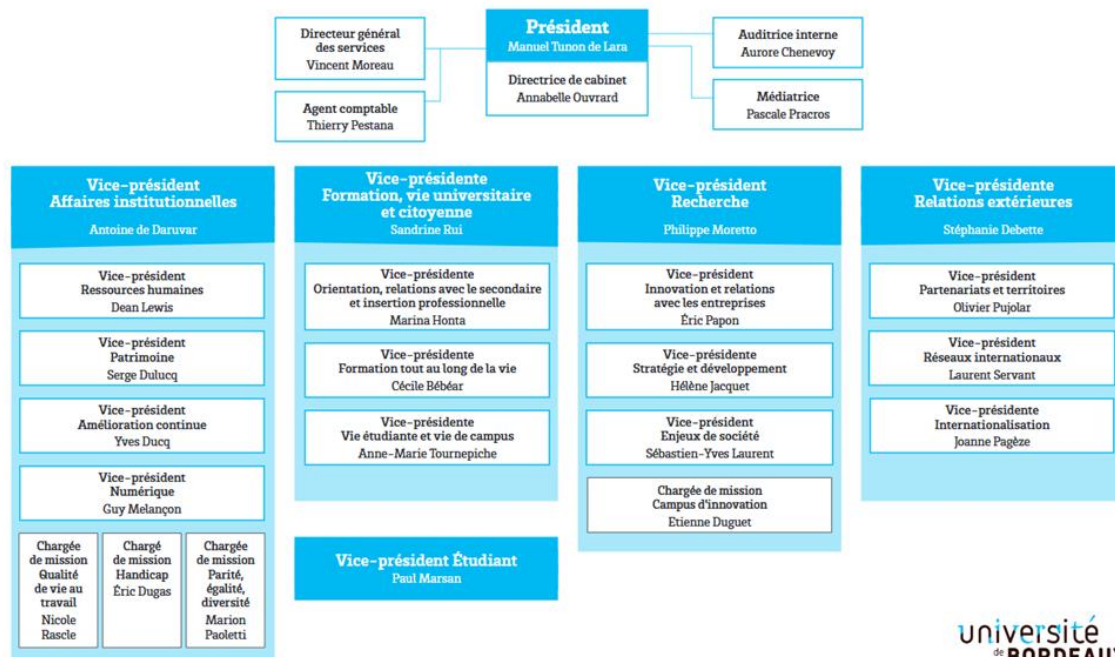 Président
Manuel Tunon de Lara
Directrice de cabinet
Annabelle Ouvrard
Directeur général
des services
Vincent Moreau
Agent comptable
Thierry Pestana
Auditrice interne
Aurore Chenevoy
Médiatrice
Pascale Pracros
Vice-président
Affaires institutionnelles
Antoine de Daruvar
Vice-président
Ressources humaines
Dean Lewis
Vice-président
Patrimoine
Serge Dulucq
Vice-président
Amélioration continue
Yves Ducq
Vice-président
Numérique
Guy Melançon
Chargée
de mission
Qualité
de vie au
travail
Nicole
Rascle
Chargé
de mission
Handicap
Éric Dugas
Chargée
de mission
Parité,
égalité,
diversité
Marion
Paoletti
Vice-présidente
Formation, vie universitaire
et citoyenne
Sandrine Rui
Vice-présidente
Orientation, relations avec le secondaire
et insertion professionnelle
Marina Honta
Vice-présidente
Formation tout au long de la vie
Cécile Bébéar
Vice-présidente
Vie étudiante et vie de campus
Anne-Marie Tournepiche
Vice-président Étudiant
Paul Marsan
Vice-président
Recherche
Philippe Moretto
Vice-président
Innovation et relations
avec les entreprises
Éric Papon
Vice-présidente
Stratégie et développement
Hélène Jacquet
Vice-président
Enjeux de société
Sébastien-Yves Laurent
Chargée de mission
Campus d'innovation
Etienne Duguet
Vice-présidente
Relations extérieures
Stéphanie Debette
Vice-président
Partenariats et territoires
Olivier Pujolar
Vice-président
Réseaux internationaux
Laurent Servant
Vice-présidente
Internationalisation
Joanne Pagèze
université
de BORDEAUX